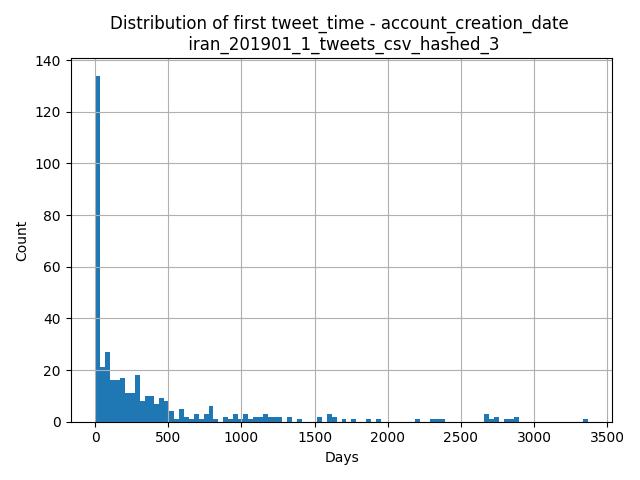 Distribution of first tweet_time - account_creation_date
iran_201901_1_tweets_csv_hashed_3
140
120
100
80
60
40
20
0
Count
0 500 1000 1500 2000 2500 3000 3500
Days